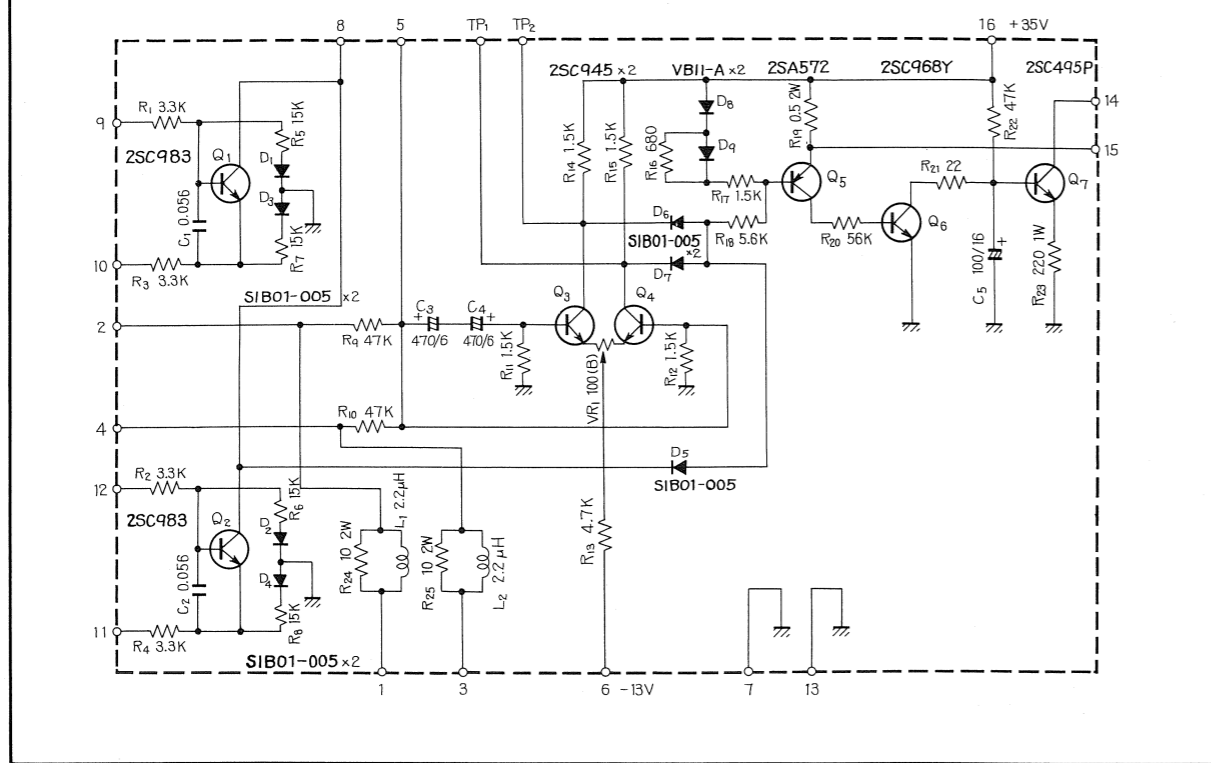 8 5 TP1 TP2 16 +35V
2SC945 ×2 VB11-A ×2 2SA572 2SC968Y 2SC495P
R1 3.3K
9
2SC983
Q1
R5 15K
D1
D3
C1 0.056
R7 15K
10
R3 3.3K
S1B01-005 ×2
R14 1.5K
R15 1.5K
D8
R16 680
D9
R17 1.5K
R19 0.5 2W
Q5
D6
S1B01-005
×2
D7
R18 5.6K
R20 56K
Q6
R21 22
R22 47K
14
15
Q7
C5 100/16
+
R23 220 1W
2
R9 47K
+ C3
470/6
C4 +
470/6
R11 1.5K
Q3
Q4
VR1 100(B)
R12 1.5K
4
R10 47K
D5
S1B01-005
R2 3.3K
12
2SC983
Q2
R6 15K
D2
D4
C2 0.056
R8 15K
11
R4 3.3K
S1B01-005 ×2
R24 10 2W
L1 2.2μH
R25 10 2W
L2 2.2μH
R13 4.7K
1 3 6 -13V 7 13